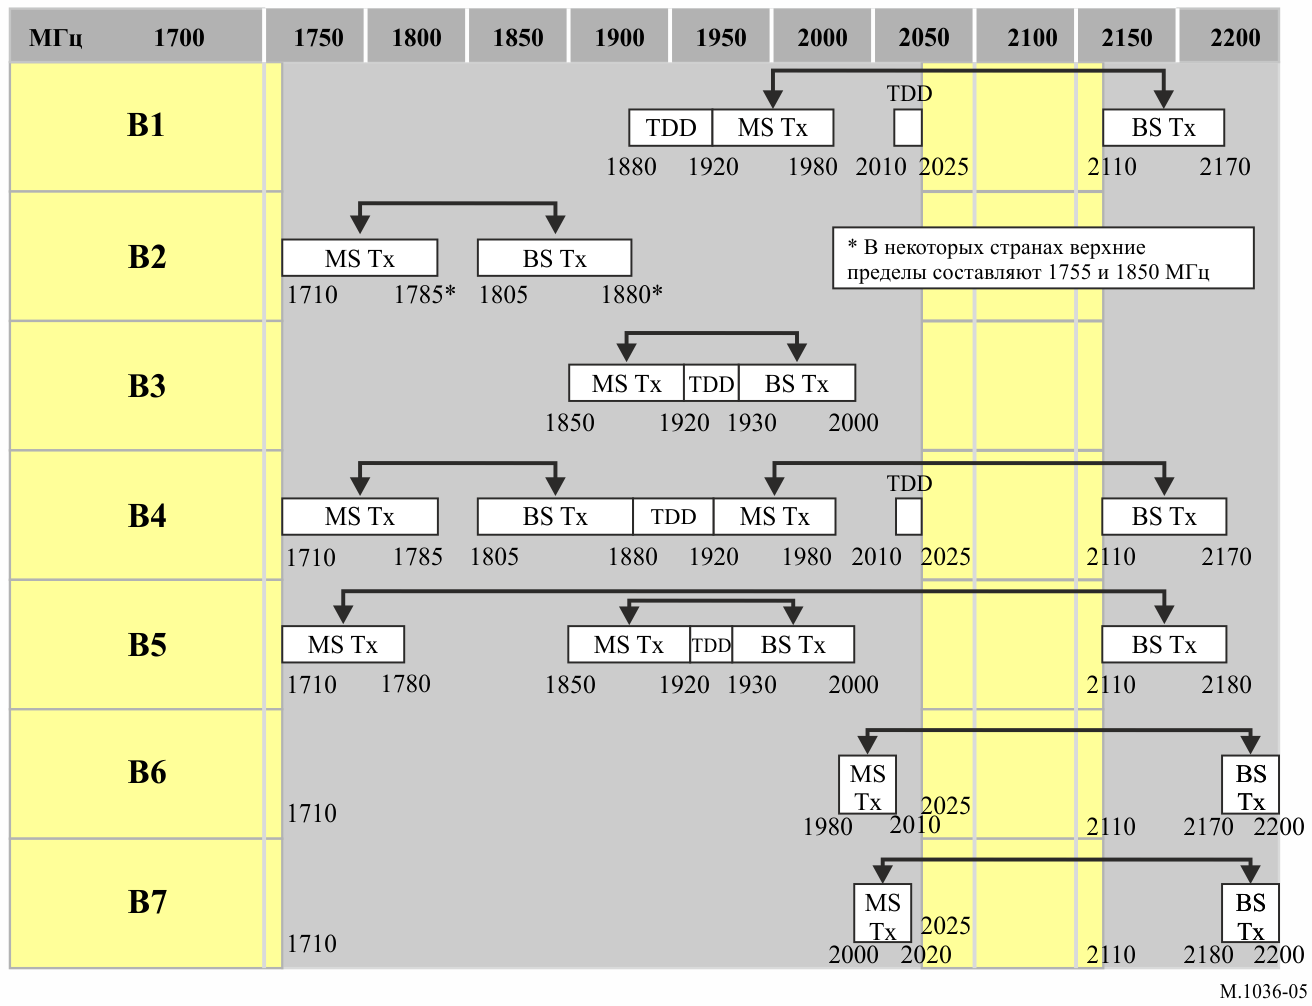 МГц 1700 1750 1800 1850 1900 1950 2000 2050 2100 2150 2200
TDD
B1 TDD MS Tx BS Tx
1880 1920 1980 2010 2025 2110 2170
B2 MS Tx BS Tx
1710 1785* 1805 1880*
* В некоторых странах верхние
пределы составляют 1755 и 1850 МГц
B3 MS Tx TDD BS Tx
1850 1920 1930 2000
TDD
B4 MS Tx BS Tx TDD MS Tx BS Tx
1710 1785 1805 1880 1920 1980 2010 2025 2110 2170
B5 MS Tx MS Tx TDD BS Tx BS Tx
1710 1780 1850 1920 1930 2000 2110 2180
B6 MS BS
Tx Tx
1710 1980 2010 2025 2110 2170 2200
B7 MS BS
Tx Tx
1710 2000 2020 2025 2110 2180 2200
M.1036-05